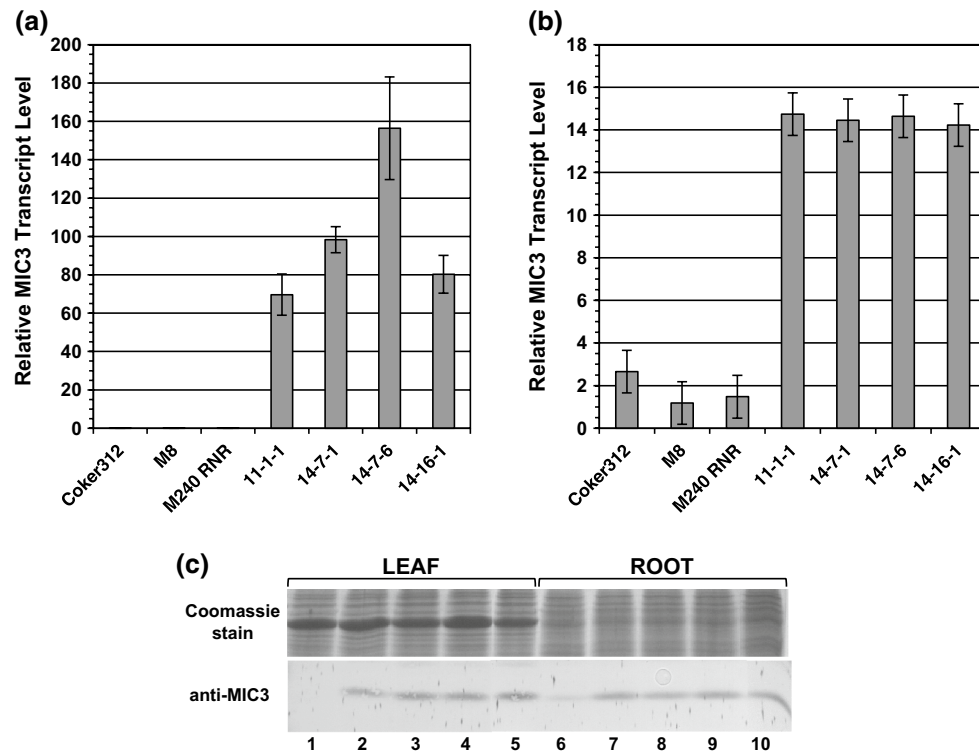 (a)
Relative MIC3 Transcript Level
200
180
160
140
120
100
80
60
40
20
0
Coker312
M8
M240 RNR
11-1-1
14-7-1
14-7-6
14-16-1
(b)
Relative MIC3 Transcript Level
18
16
14
12
10
8
6
4
2
0
Coker312
M8
M240 RNR
11-1-1
14-7-1
14-7-6
14-16-1
(c)
LEAF ROOT
Coomassie
stain
anti-MIC3
1 2 3 4 5 6 7 8 9 10